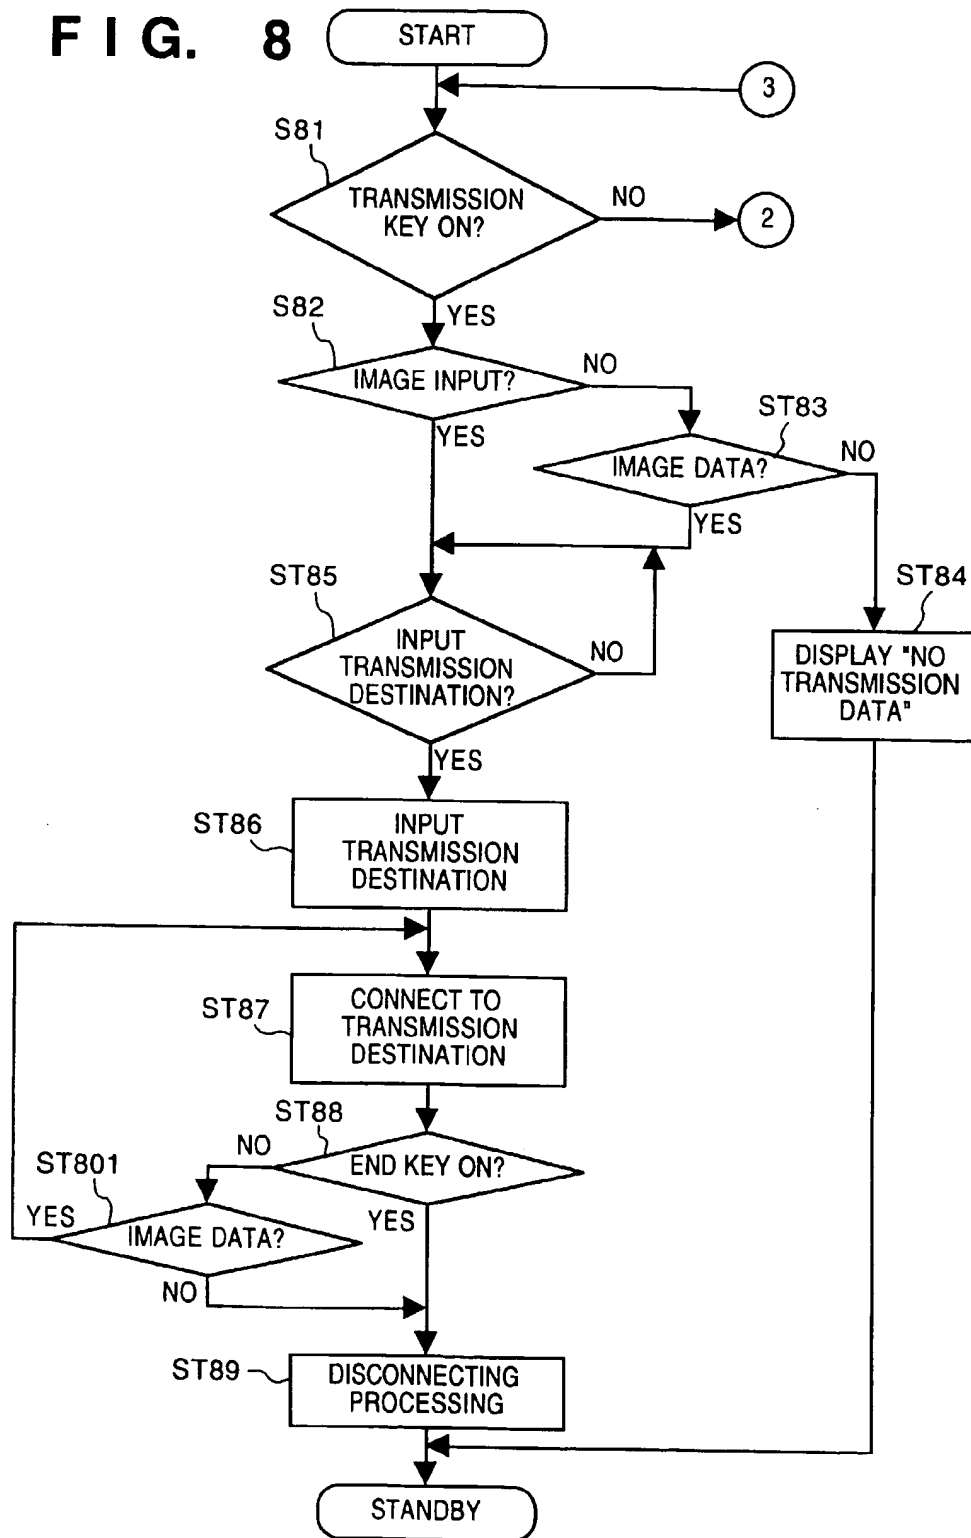 FIG. 8
START
3
S81
TRANSMISSION
KEY ON?
NO
2
YES
S82
IMAGE INPUT?
NO
YES
ST83
IMAGE DATA?
NO
YES
ST85
INPUT
TRANSMISSION
DESTINATION?
NO
ST84
DISPLAY "NO
TRANSMISSION
DATA"
YES
ST86
INPUT
TRANSMISSION
DESTINATION
ST87
CONNECT TO
TRANSMISSION
DESTINATION
ST88
NO
END KEY ON?
ST801
YES
YES
IMAGE DATA?
NO
ST89
DISCONNECTING
PROCESSING
STANDBY